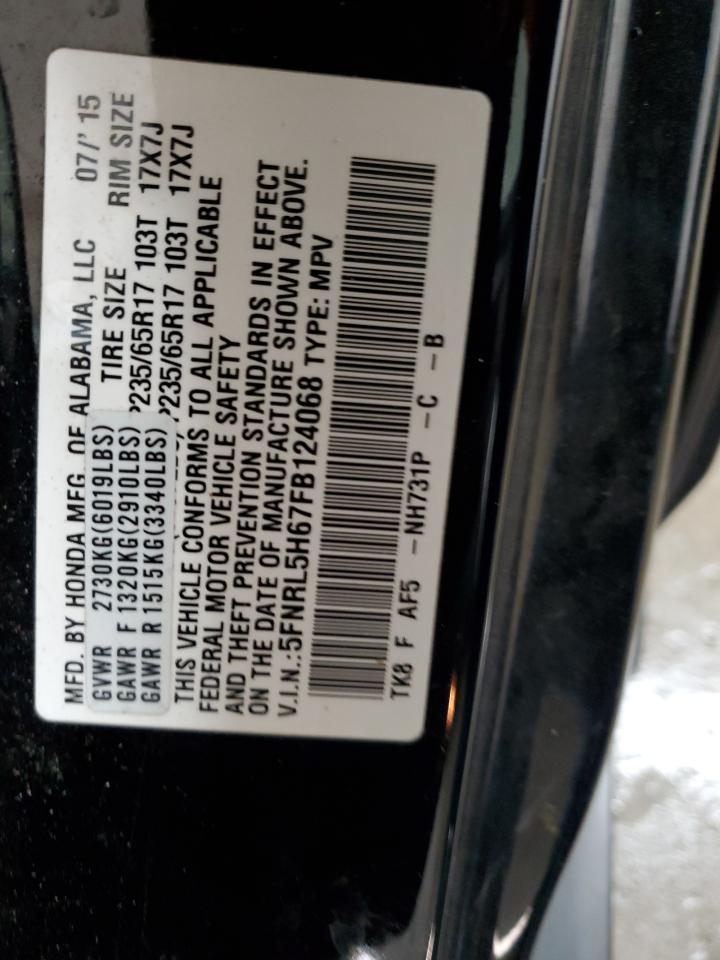 MFD. BY HONDA MFG. OF ALABAMA, LLC 07/'15
TIRE SIZE RIM SIZE
GVWR 2730KG(6019LBS)
GAWR F 1320KG(2910LBS) P235/65R17 103T 17X7J
GAWR R 1515KG(3340LBS) P235/65R17 103T 17X7J
THIS VEHICLE CONFORMS TO ALL APPLICABLE
FEDERAL MOTOR VEHICLE SAFETY
AND THEFT PREVENTION STANDARDS IN EFFECT
ON THE DATE OF MANUFACTURE SHOWN ABOVE.
V.I.N.:5FNRL5H67FB124068 TYPE: MPV
TK8 F AF5 -NH731P -C -B